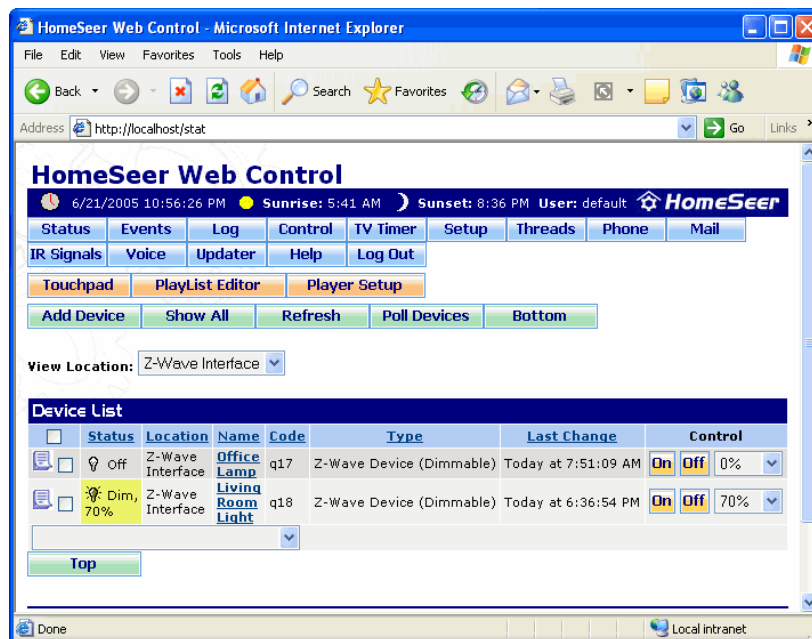 HomeSeer Web Control - Microsoft Internet Explorer
File Edit View Favorites Tools Help
Back Search Favorites
Address http://localhost/stat Go Links
HomeSeer Web Control
6/21/2005 10:56:26 PM Sunrise: 5:41 AM Sunset: 8:36 PM User: default HomeSeer
Status Events Log Control TV Timer Setup Threads Phone Mail
IR Signals Voice Updater Help Log Out
Touchpad PlayList Editor Player Setup
Add Device Show All Refresh Poll Devices Bottom
View Location: Z-Wave Interface
Device List
Status Location Name Code Type Last Change Control
Off Z-Wave Interface Office Lamp q17 Z-Wave Device (Dimmable) Today at 7:51:09 AM On Off 0%
Dim, 70% Z-Wave Interface Living Room Light q18 Z-Wave Device (Dimmable) Today at 6:36:54 PM On Off 70%
Top
Done Local intranet